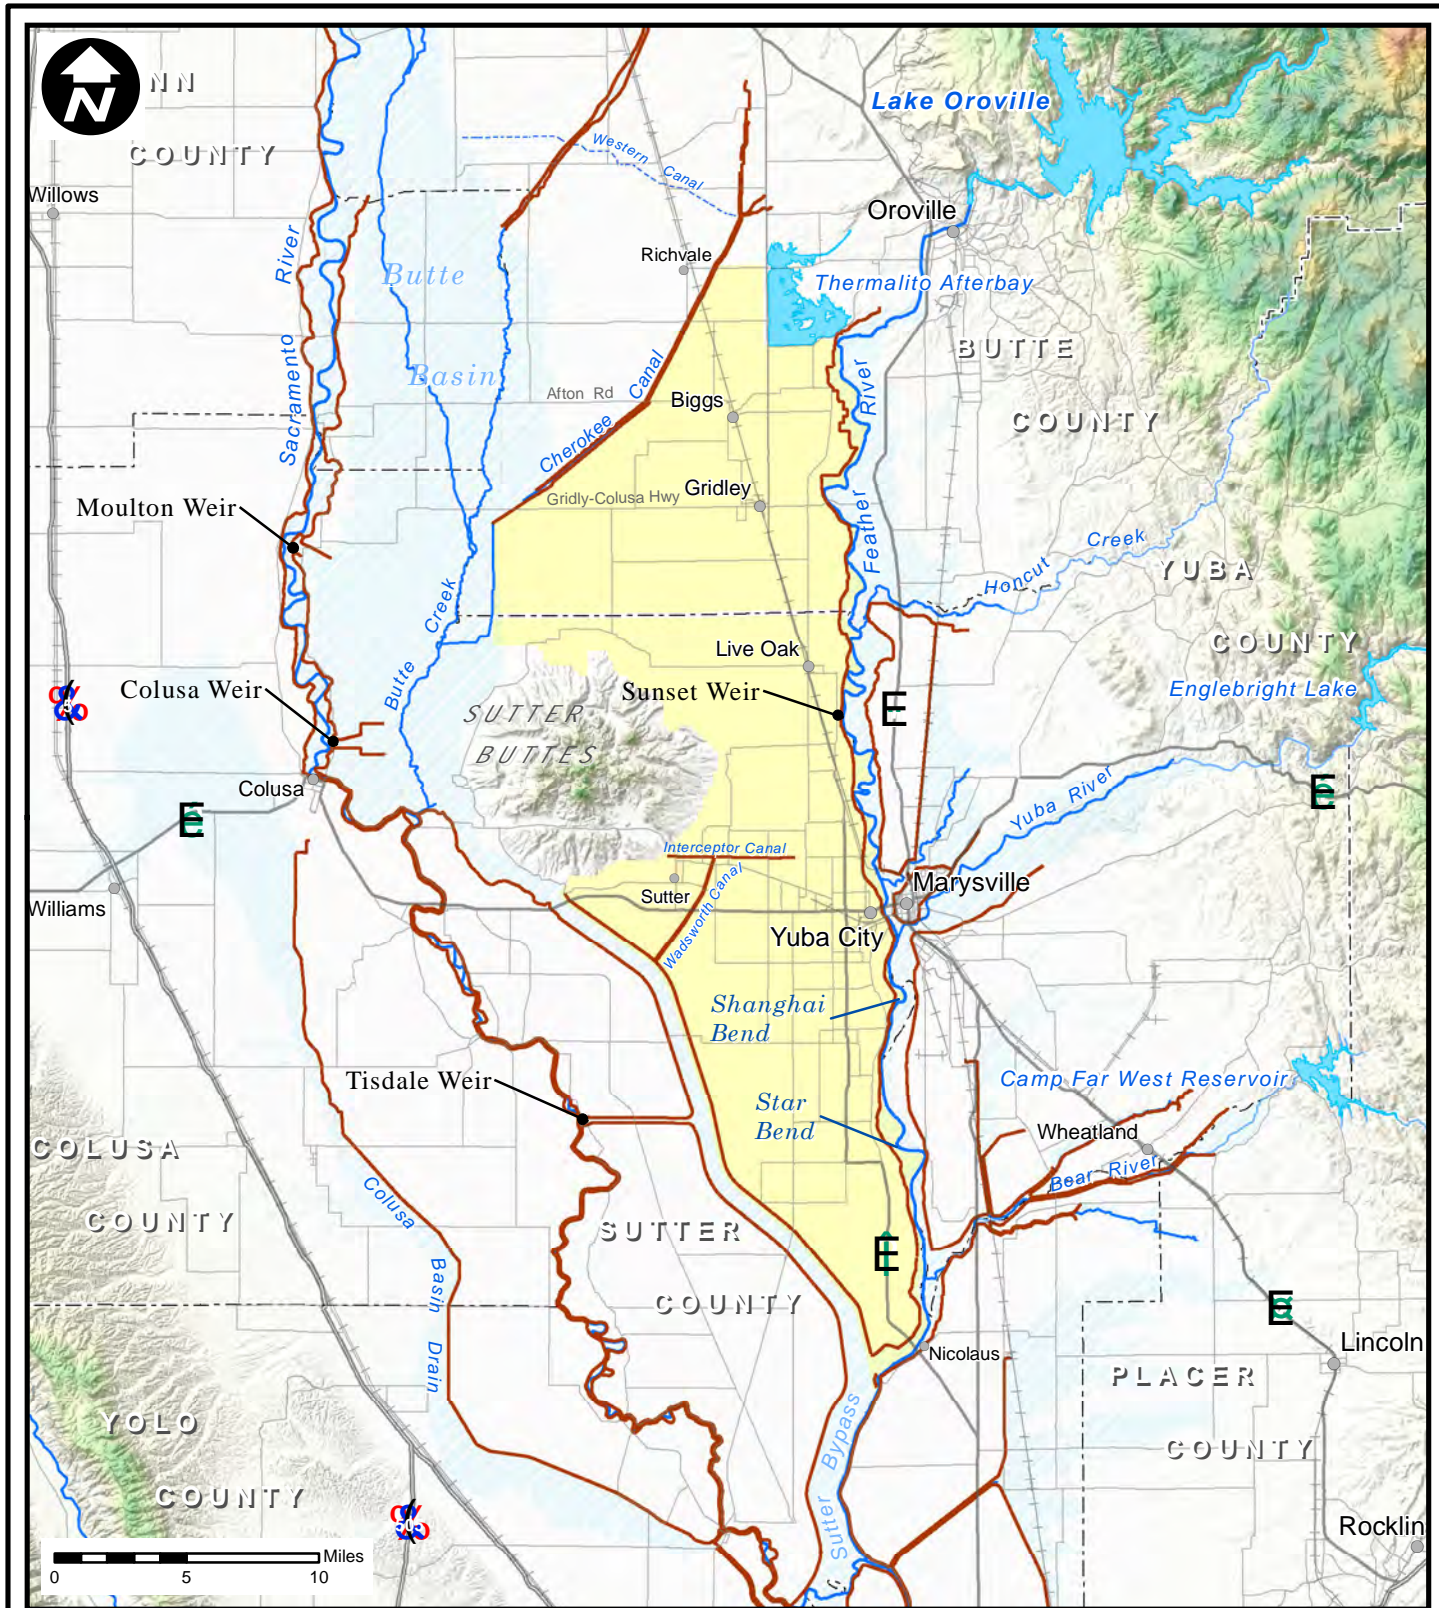 N
NN
COUNTY
Lake Oroville
Western Canal
Willows
Oroville
Sacramento River
Butte
Basin
Richvale
Thermalito Afterbay
BUTTE
COUNTY
Afton Rd
Cherokee Canal
Biggs
Feather River
Gridley
Gridly-Colusa Hwy
Moulton Weir
Honcut Creek
YUBA
COUNTY
Butte Creek
Live Oak
Colusa Weir
Sunset Weir
E
Englebright Lake
SUTTER
BUTTES
Colusa
E
Yuba River
E
Interceptor Canal
Sutter
Wadsworth Canal
Marysville
Williams
Yuba City
Shanghai
Bend
Tisdale Weir
Star
Bend
Camp Far West Reservoir
Wheatland
Bear River
COLUSA
COUNTY
Colusa Basin Drain
SUTTER
COUNTY
E
E
Nicolaus
Lincoln
PLACER
COUNTY
YOLO
COUNTY
Sutter Bypass
Rocklin
Miles
0 5 10